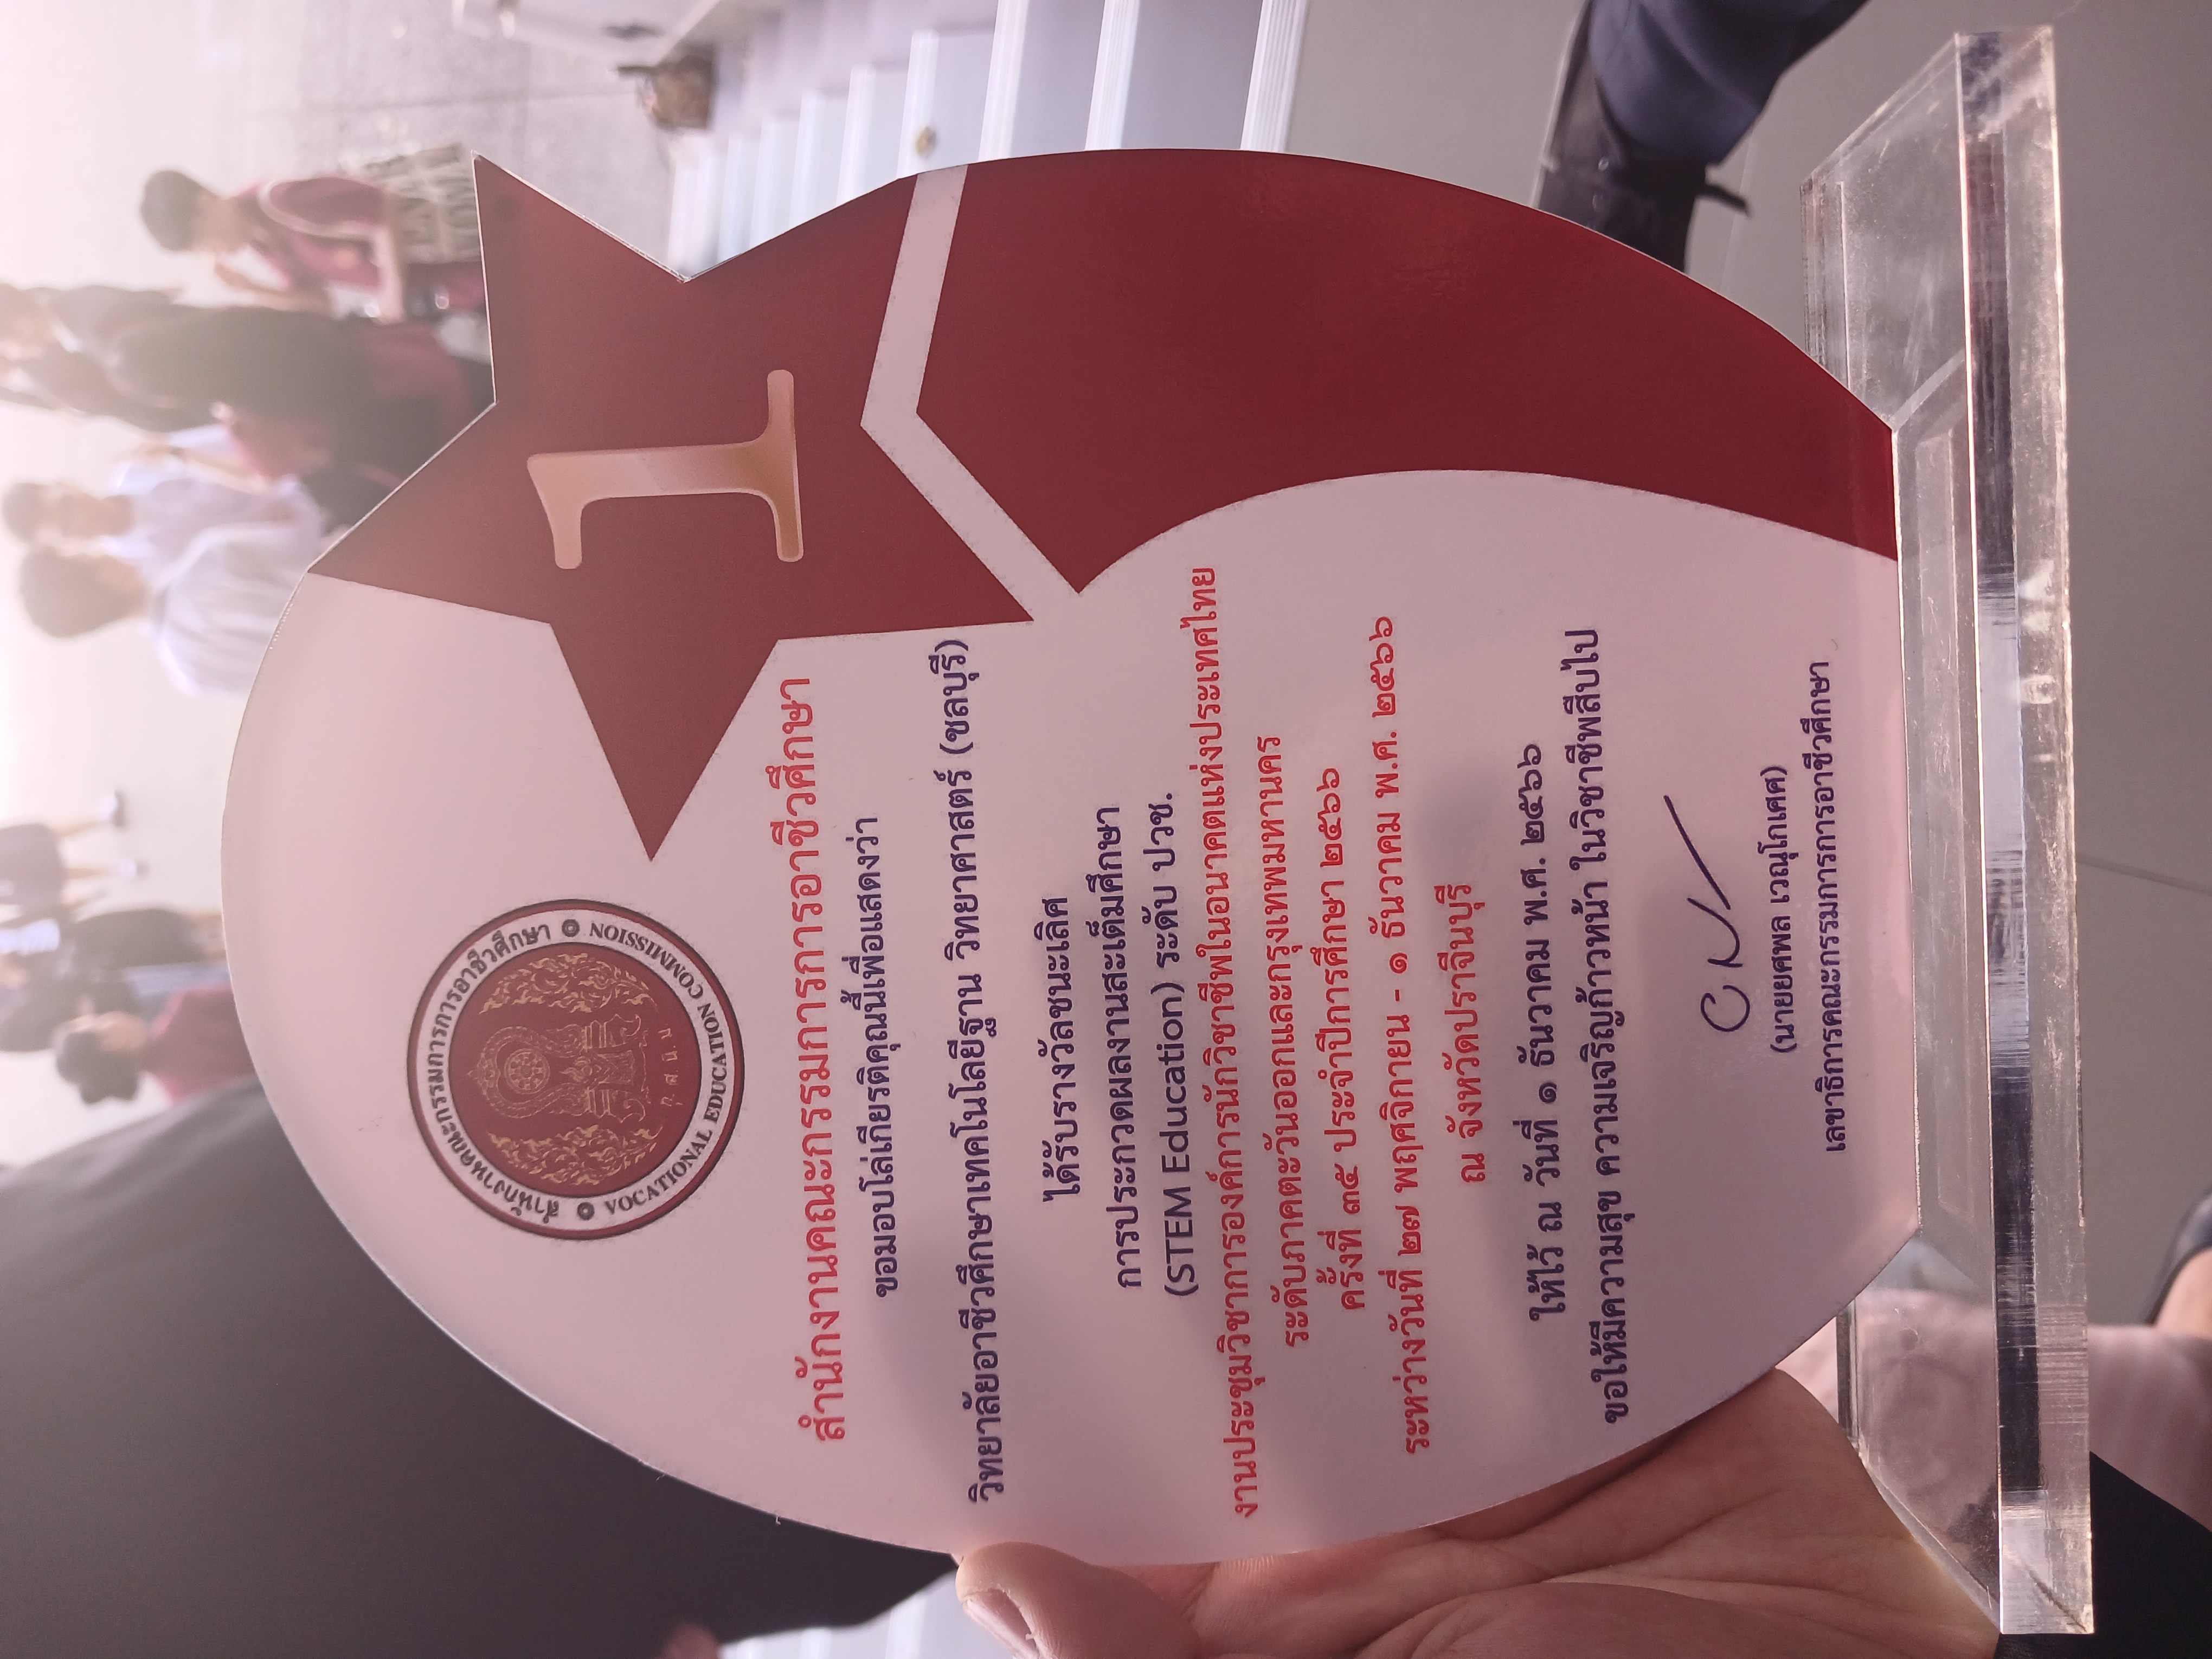 สำนักงานคณะกรรมการการอาชีวศึกษา
VOCATIONAL EDUCATION COMMISSION
1
สำนักงานคณะกรรมการการอาชีวศึกษา
ขอมอบโล่เกียรติคุณนี้เพื่อแสดงว่า
วิทยาลัยอาชีวศึกษาเทคโนโลยีฐาน วิทยาศาสตร์ (ชลบุรี)
ได้รับรางวัลชนะเลิศ
การประกวดผลงานสะเต็มศึกษา
(STEM Education) ระดับ ปวช.
งานประชุมวิชาการองค์การนักวิชาชีพในอนาคตแห่งประเทศไทย
ระดับภาคตะวันออกและกรุงเทพมหานคร
ครั้งที่ ๓๕ ประจำปีการศึกษา ๒๕๖๖
ระหว่างวันที่ ๒๗ พฤศจิกายน - ๑ ธันวาคม พ.ศ. ๒๕๖๖
ณ จังหวัดปราจีนบุรี
ให้ไว้ ณ วันที่ ๑ ธันวาคม พ.ศ. ๒๕๖๖
ขอให้มีความสุข ความเจริญก้าวหน้า ในวิชาชีพสืบไป
(นายยศพล เวณุโกเศศ)
เลขาธิการคณะกรรมการการอาชีวศึกษา